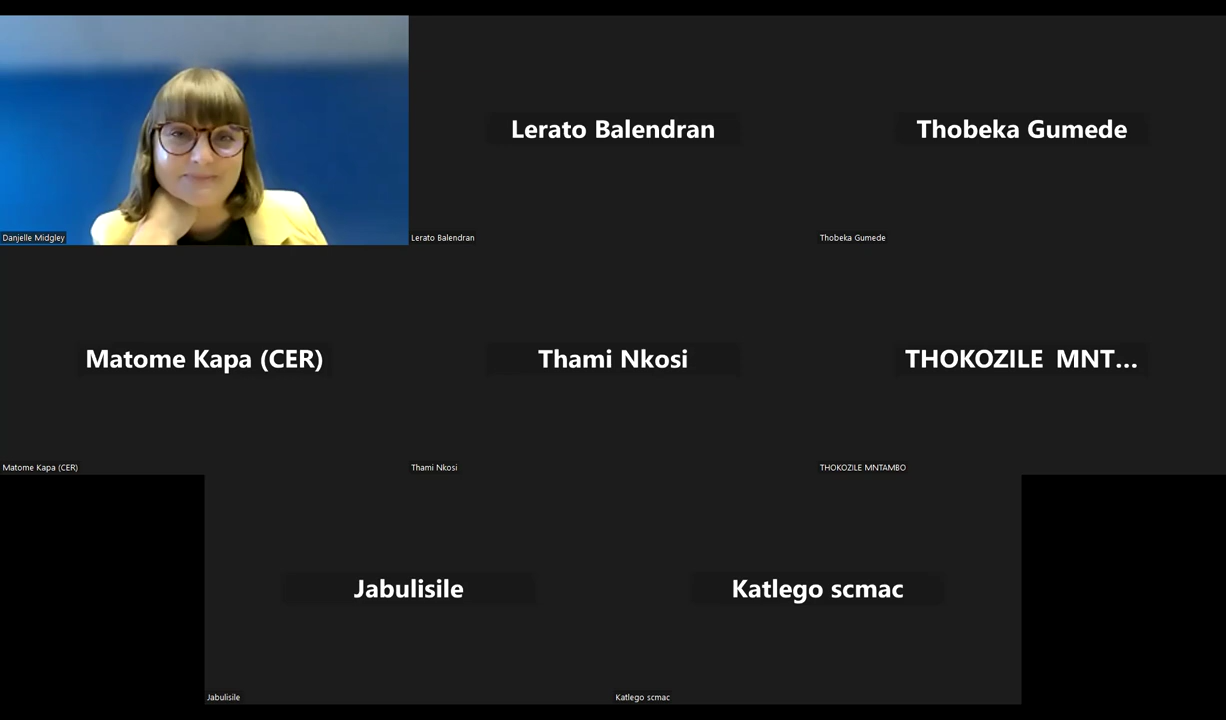 Lerato Balendran
Thobeka Gumede
Danjelle Midgley
Lerato Balendran
Thobeka Gumede
Matome Kapa (CER)
Thami Nkosi
THOKOZILE MNT...
Matome Kapa (CER)
Thami Nkosi
THOKOZILE MNTAMBO
Jabulisile
Katlego scmac
Jabulisile
Katlego scmac